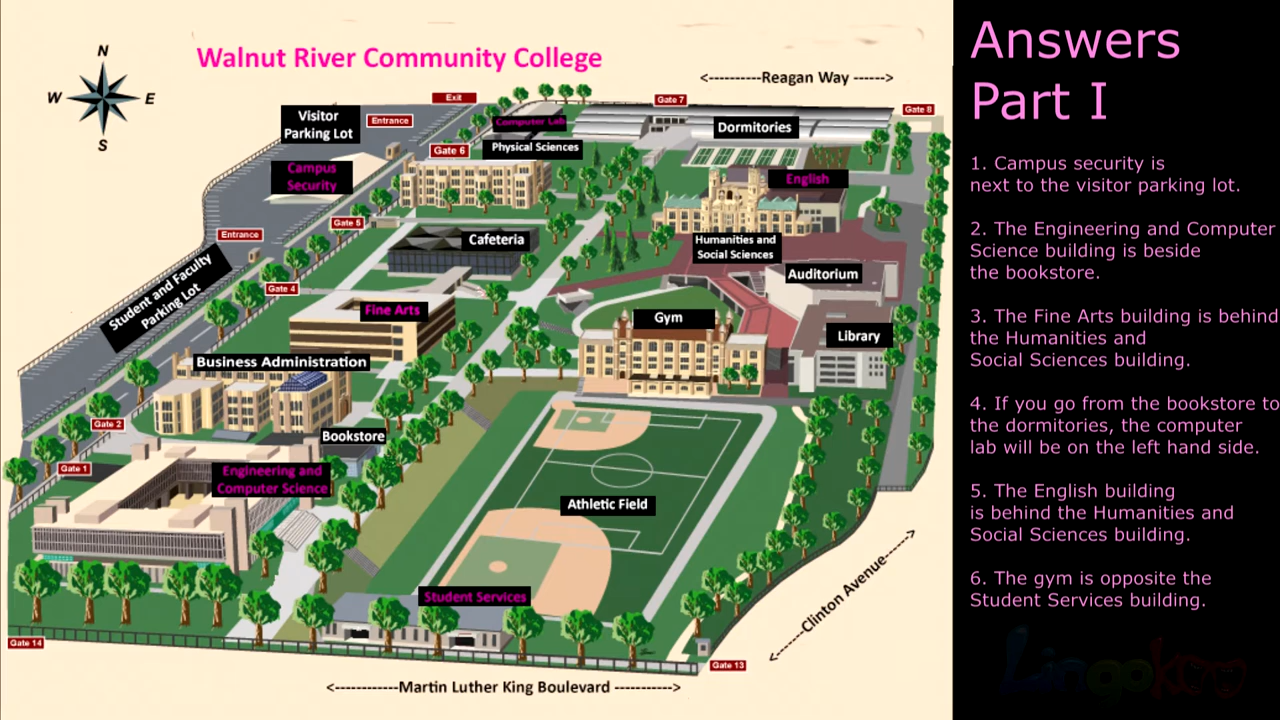 Walnut River Community College
N
W
E
S
<----------Reagan Way ------>
Exit
Gate 7
Gate 8
Visitor
Parking Lot
Entrance
Computer Lab
Dormitories
Gate 6
Physical Sciences
Campus
Security
English
Gate 5
Entrance
Cafeteria
Humanities and
Social Sciences
Student and Faculty
Parking Lot
Gate 4
Auditorium
Fine Arts
Gym
Library
Business Administration
Gate 2
Bookstore
Gate 1
Engineering and
Computer Science
Athletic Field
Student Services
Clinton Avenue
Gate 14
Gate 13
<----------Martin Luther King Boulevard ---------->
Answers
Part I
1. Campus security is
next to the visitor parking lot.
2. The Engineering and Computer
Science building is beside
the bookstore.
3. The Fine Arts building is behind
the Humanities and
Social Sciences building.
4. If you go from the bookstore to
the dormitories, the computer
lab will be on the left hand side.
5. The English building
is behind the Humanities and
Social Sciences building.
6. The gym is opposite the
Student Services building.